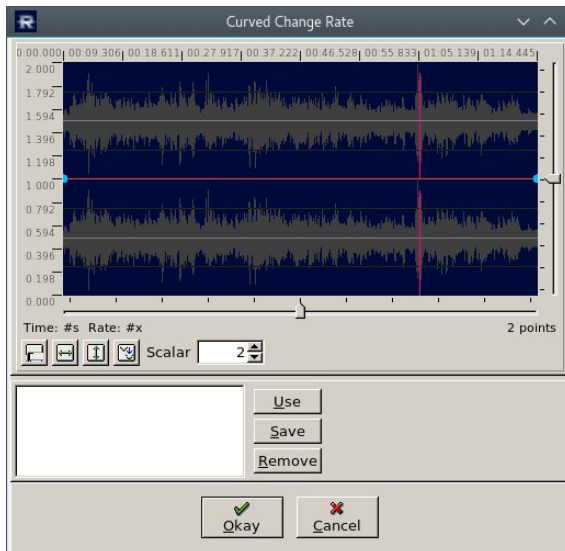 R Curved Change Rate
0:00.000 00:09.306 00:18.611 00:27.917 00:37.222 00:46.528 00:55.833 01:05.139 01:14.445
2.000
1.792
1.594
1.396
1.198
1.000
0.792
0.594
0.396
0.198
0.000
Time: #s Rate: #x 2 points
Scalar 2
Use
Save
Remove
Okay Cancel